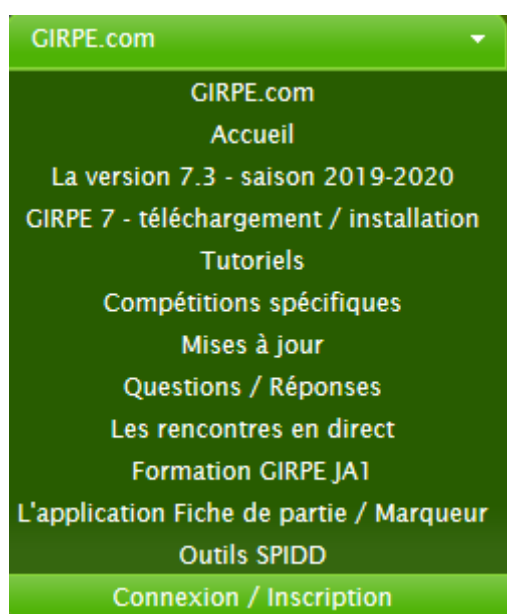 GIRPE.com
GIRPE.com
Accueil
La version 7.3 - saison 2019-2020
GIRPE 7 - téléchargement / installation
Tutoriels
Compétitions spécifiques
Mises à jour
Questions / Réponses
Les rencontres en direct
Formation GIRPE JA1
L'application Fiche de partie / Marqueur
Outils SPIDD
Connexion / Inscription